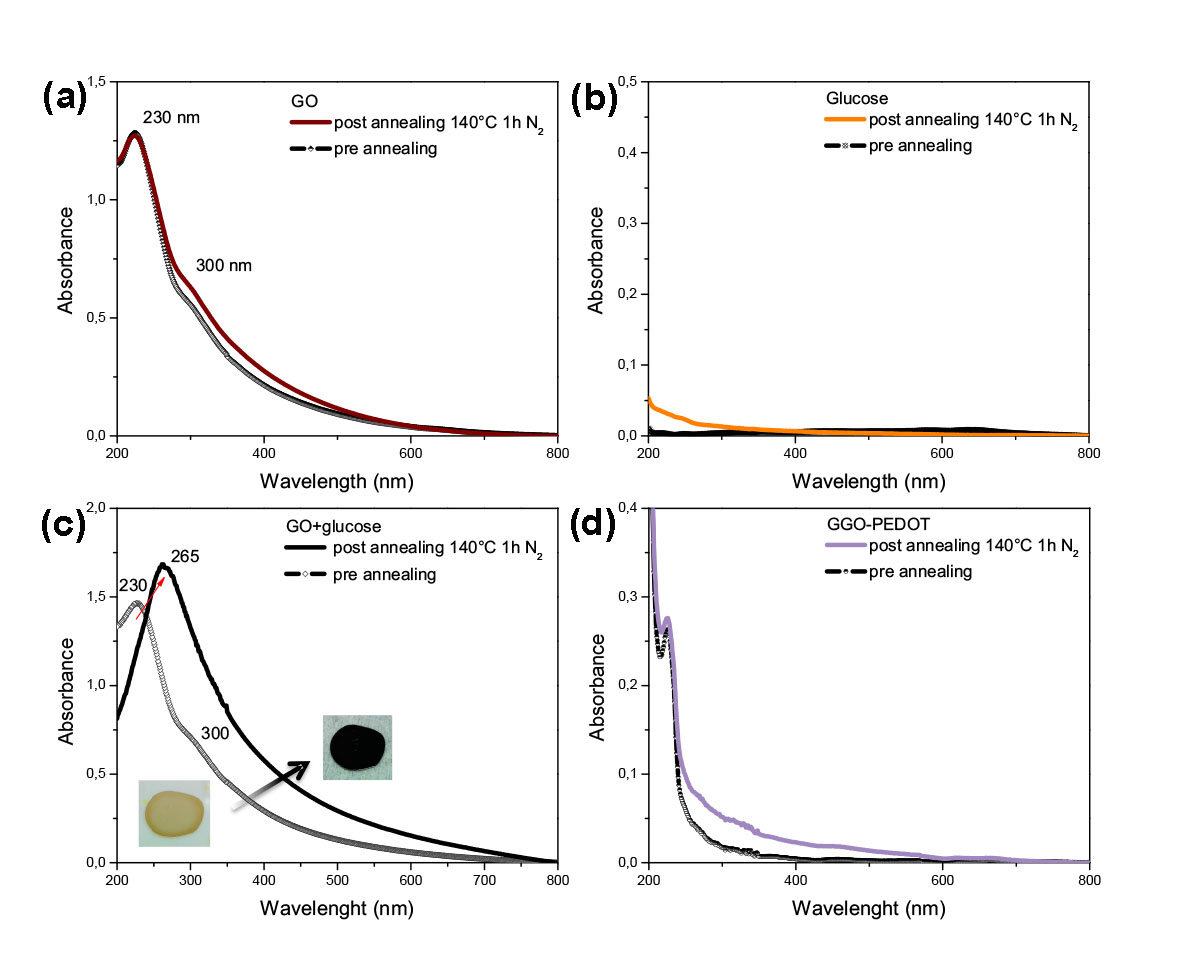 (a)
1,5
1,0
0,5
0,0
Absorbance
230 nm
300 nm
GO
post annealing 140°C 1h N2
pre annealing
200 400 600 800
Wavelength (nm)
(b)
0,5
0,4
0,3
0,2
0,1
0,0
Absorbance
Glucose
post annealing 140°C 1h N2
pre annealing
200 400 600 800
Wavelength (nm)
(c)
2,0
1,5
1,0
0,5
0,0
Absorbance
GO+glucose
post annealing 140°C 1h N2
pre annealing
265
230
300
200 300 400 500 600 700 800
Wavelenght (nm)
(d)
0,4
0,3
0,2
0,1
0,0
Absorbance
GGO-PEDOT
post annealing 140°C 1h N2
pre annealing
200 400 600 800
Wavelenght (nm)